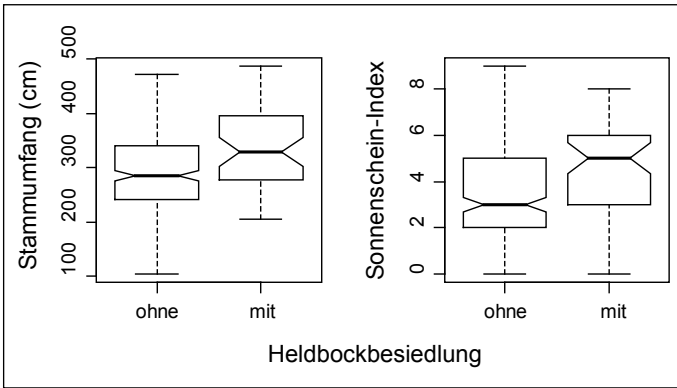 Stammumfang (cm)
500
400
300
200
100
ohne
mit
Sonnenschein-Index
8
6
4
2
0
ohne
mit
Heldbockbesiedlung